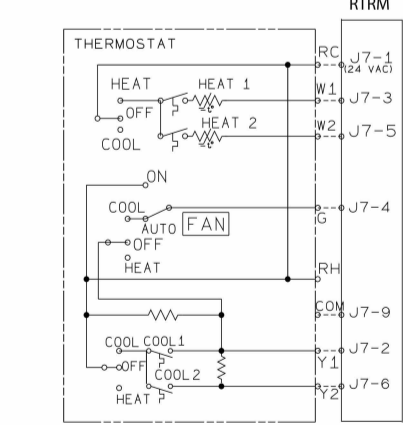 RTRM
THERMOSTAT
RC J7-1
(24 VAC)
HEAT HEAT 1 W1 J7-3
OFF
HEAT 2 W2 J7-5
COOL
ON
COOL J7-4
AUTO FAN G
OFF
HEAT RH
COM J7-9
COOL COOL1 J7-2
OFF Y1
COOL2 J7-6
HEAT Y2